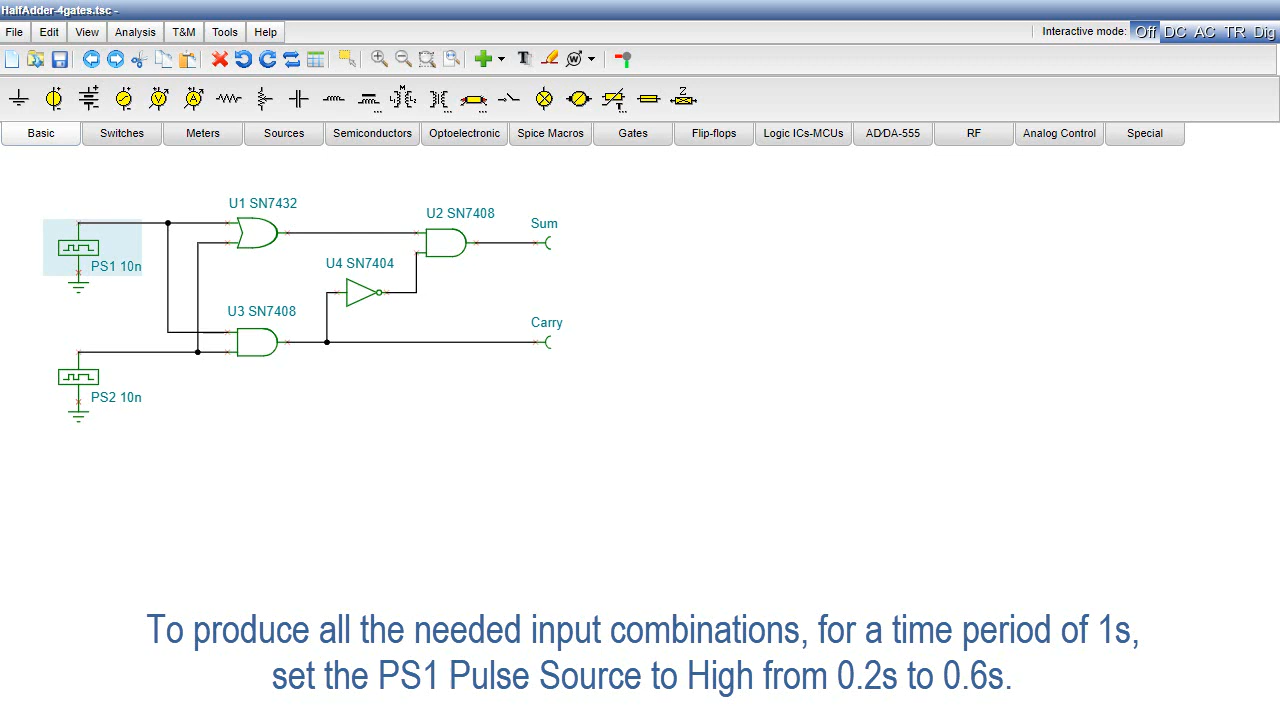 HalfAdder-4gates.tsc -
File Edit View Analysis T&M Tools Help Interactive mode: Off DC AC TR Dig
Basic Switches Meters Sources Semiconductors Optoelectronic Spice Macros Gates Flip-flops Logic ICs-MCUs AD/DA-555 RF Analog Control Special
U1 SN7432
U2 SN7408
Sum
U4 SN7404
PS1 10n
U3 SN7408
Carry
PS2 10n
To produce all the needed input combinations, for a time period of 1s,
set the PS1 Pulse Source to High from 0.2s to 0.6s.